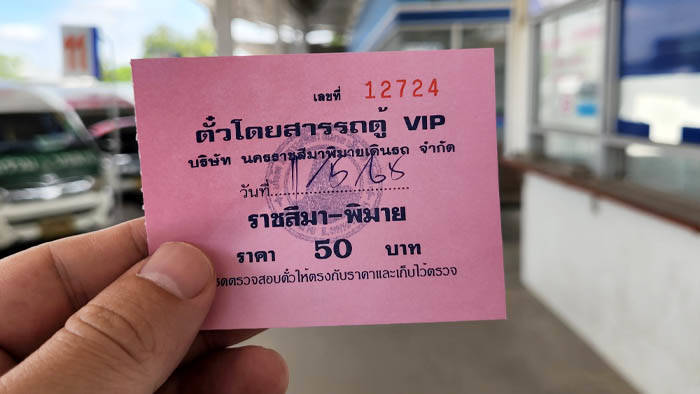 11
เลขที่ 12724
ตั๋วโดยสารรถตู้ VIP
บริษัท นครราชสีมาพิมายเดินรถ จำกัด
วันที่ 11/5/68
ราชสีมา-พิมาย
ราคา 50 บาท
ตรวจสอบตั๋วให้ตรงกับราคาและเก็บไว้ตรวจ